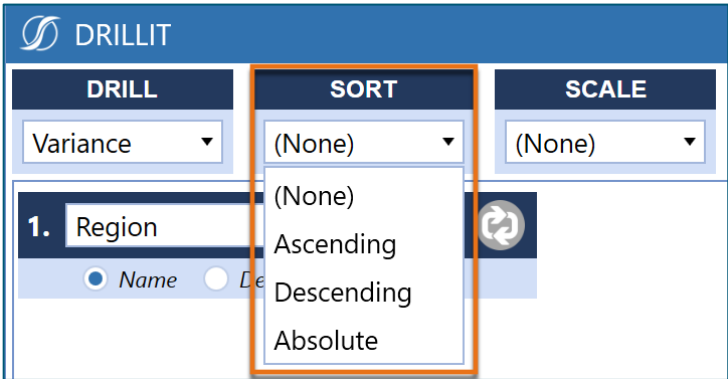 DRILLIT
DRILL SORT SCALE
Variance (None) (None)
(None)
1. Region
Ascending
Name
Descending
Absolute